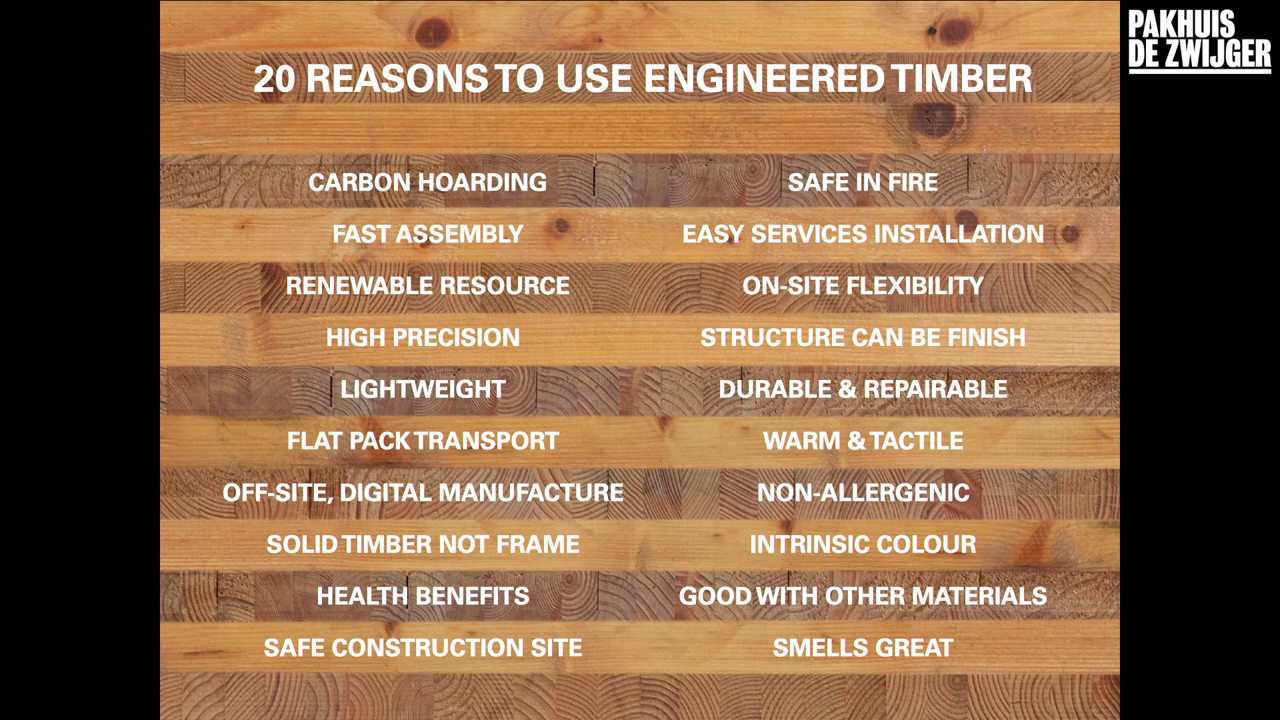 20 REASONS TO USE ENGINEERED TIMBER
CARBON HOARDING
FAST ASSEMBLY
RENEWABLE RESOURCE
HIGH PRECISION
LIGHTWEIGHT
FLAT PACK TRANSPORT
OFF-SITE, DIGITAL MANUFACTURE
SOLID TIMBER NOT FRAME
HEALTH BENEFITS
SAFE CONSTRUCTION SITE
SAFE IN FIRE
EASY SERVICES INSTALLATION
ON-SITE FLEXIBILITY
STRUCTURE CAN BE FINISH
DURABLE & REPAIRABLE
WARM & TACTILE
NON-ALLERGENIC
INTRINSIC COLOUR
GOOD WITH OTHER MATERIALS
SMELLS GREAT
PAKHUIS
DE ZWIJGER